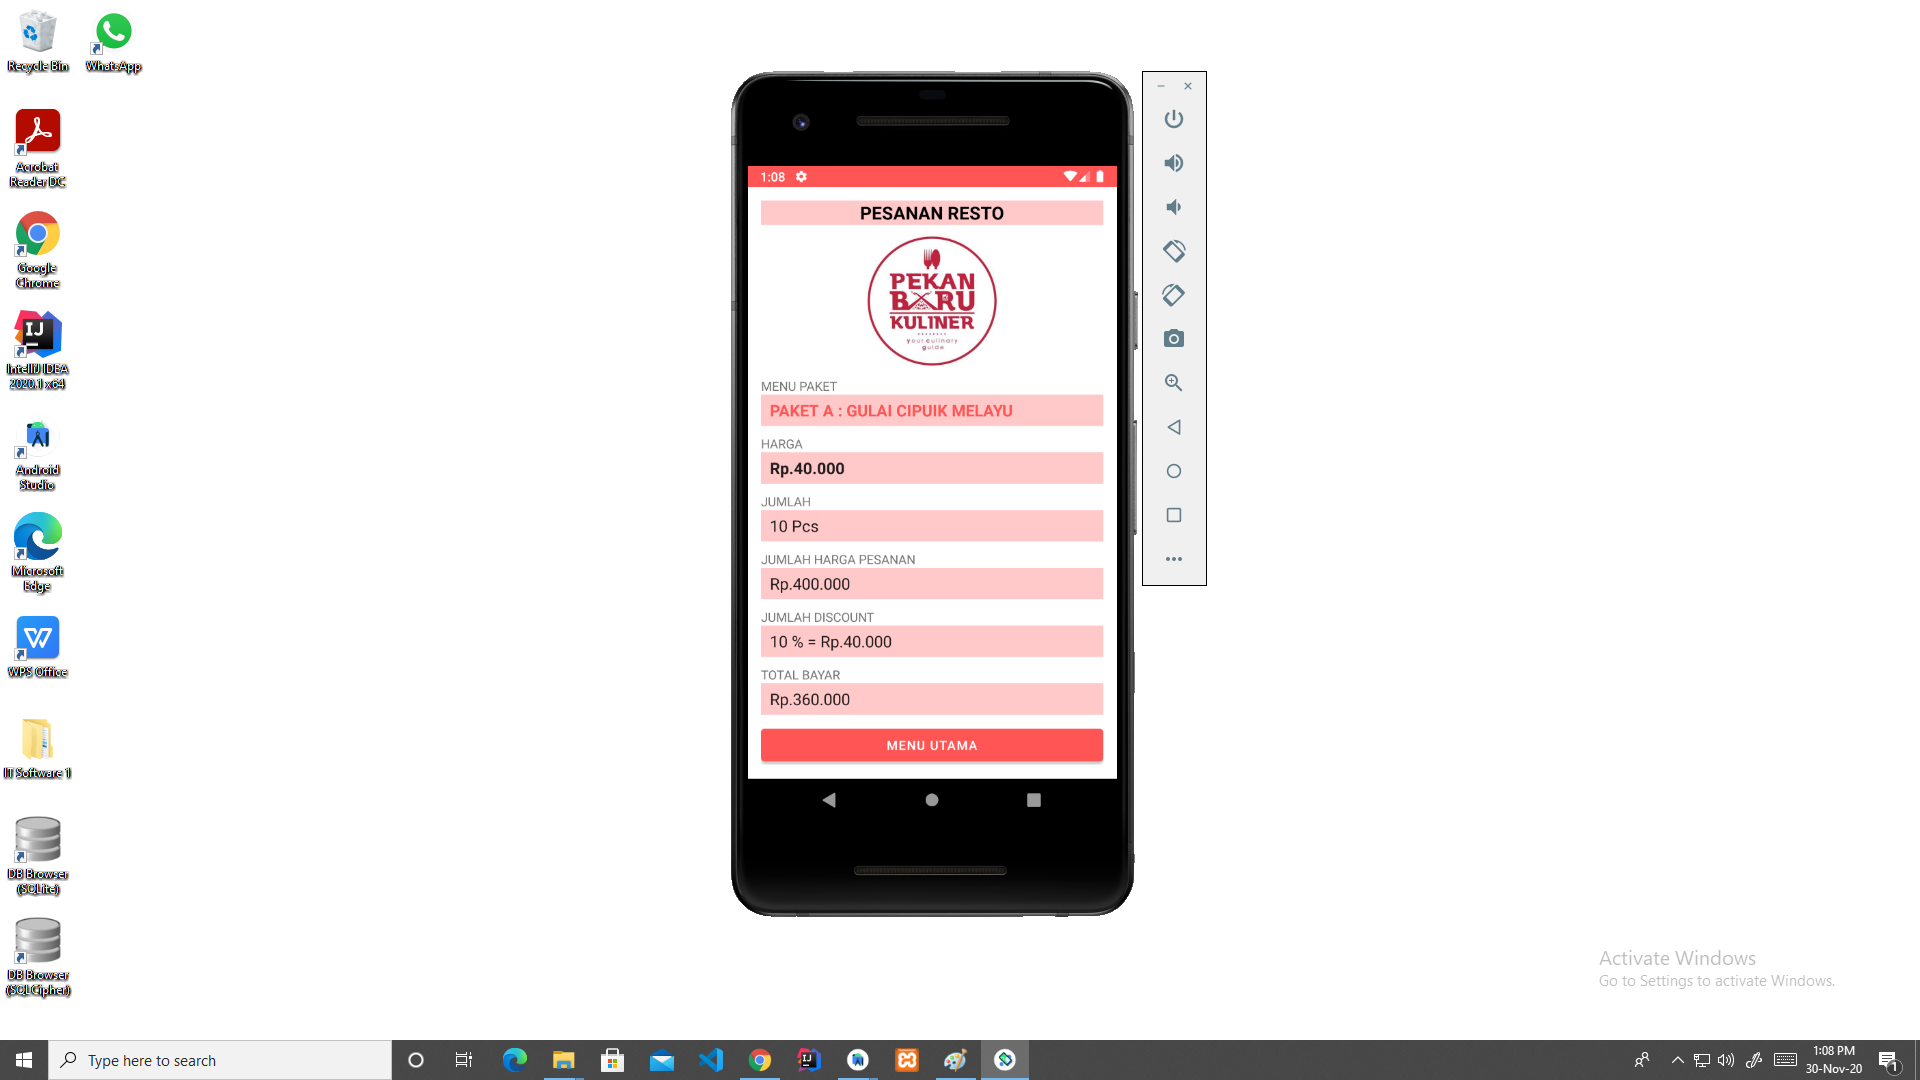 Recycle Bin
WhatsApp
Acrobat
Reader DC
Google
Chrome
IntelliJ IDEA
2020.1 x64
Android
Studio
Microsoft
Edge
WPS Office
IT Software 1
DB Browser
(SQLite)
DB Browser
(SQLCipher)
1:08
PESANAN RESTO
PEKAN
BARU
KULINER
your culinary
guide
MENU PAKET
PAKET A : GULAI CIPUIK MELAYU
HARGA
Rp.40.000
JUMLAH
10 Pcs
JUMLAH HARGA PESANAN
Rp.400.000
JUMLAH DISCOUNT
10 % = Rp.40.000
TOTAL BAYAR
Rp.360.000
MENU UTAMA
Activate Windows
Go to Settings to activate Windows.
Type here to search
1:08 PM
30-Nov-20
1